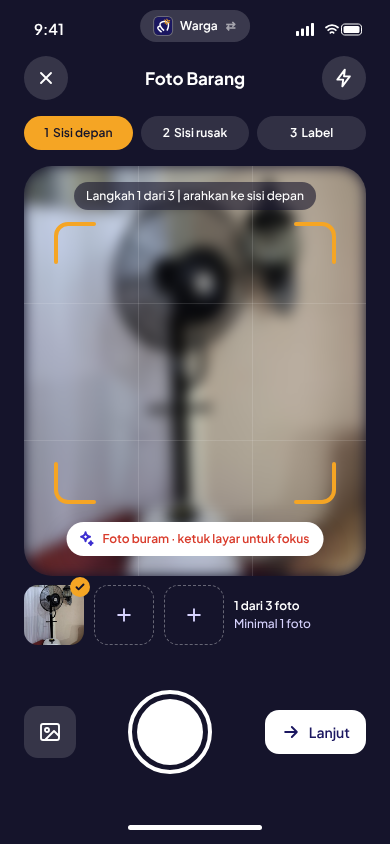 9:41
Warga
Foto Barang
1 Sisi depan
2 Sisi rusak
3 Label
Langkah 1 dari 3 | arahkan ke sisi depan
Foto buram · ketuk layar untuk fokus
1 dari 3 foto
Minimal 1 foto
Lanjut